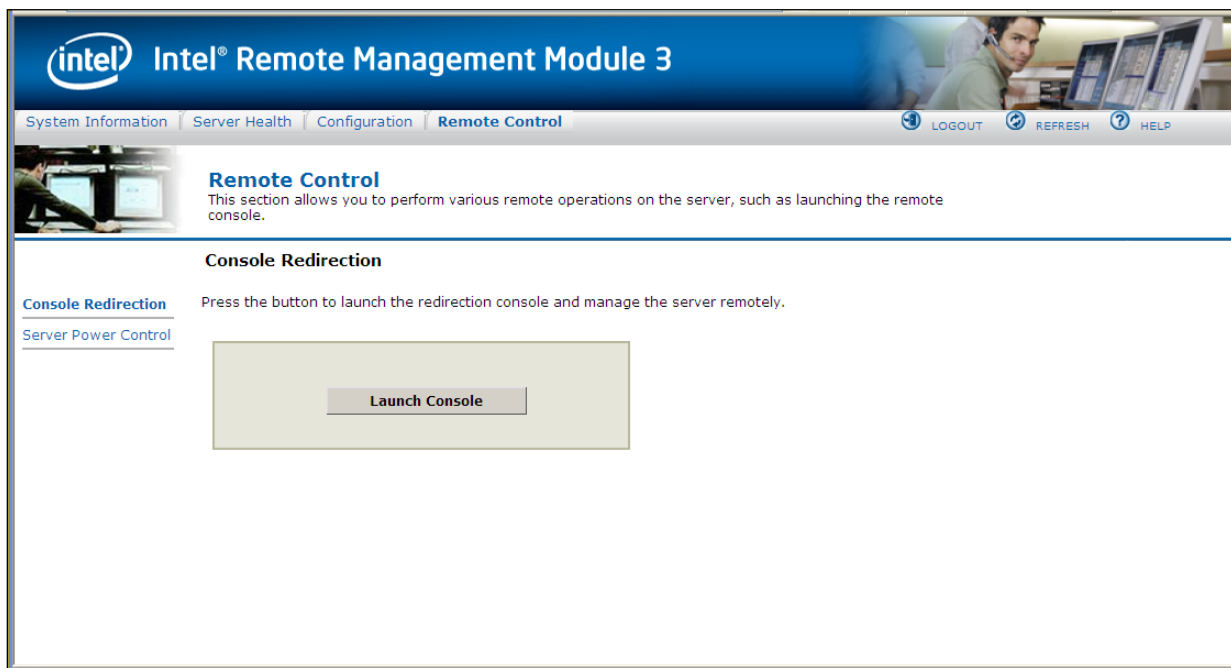 intel® Intel® Remote Management Module 3
System Information Server Health Configuration Remote Control LOGOUT REFRESH ? HELP
Remote Control
This section allows you to perform various remote operations on the server, such as launching the remote
console.
Console Redirection
Console Redirection
Press the button to launch the redirection console and manage the server remotely.
Server Power Control
Launch Console